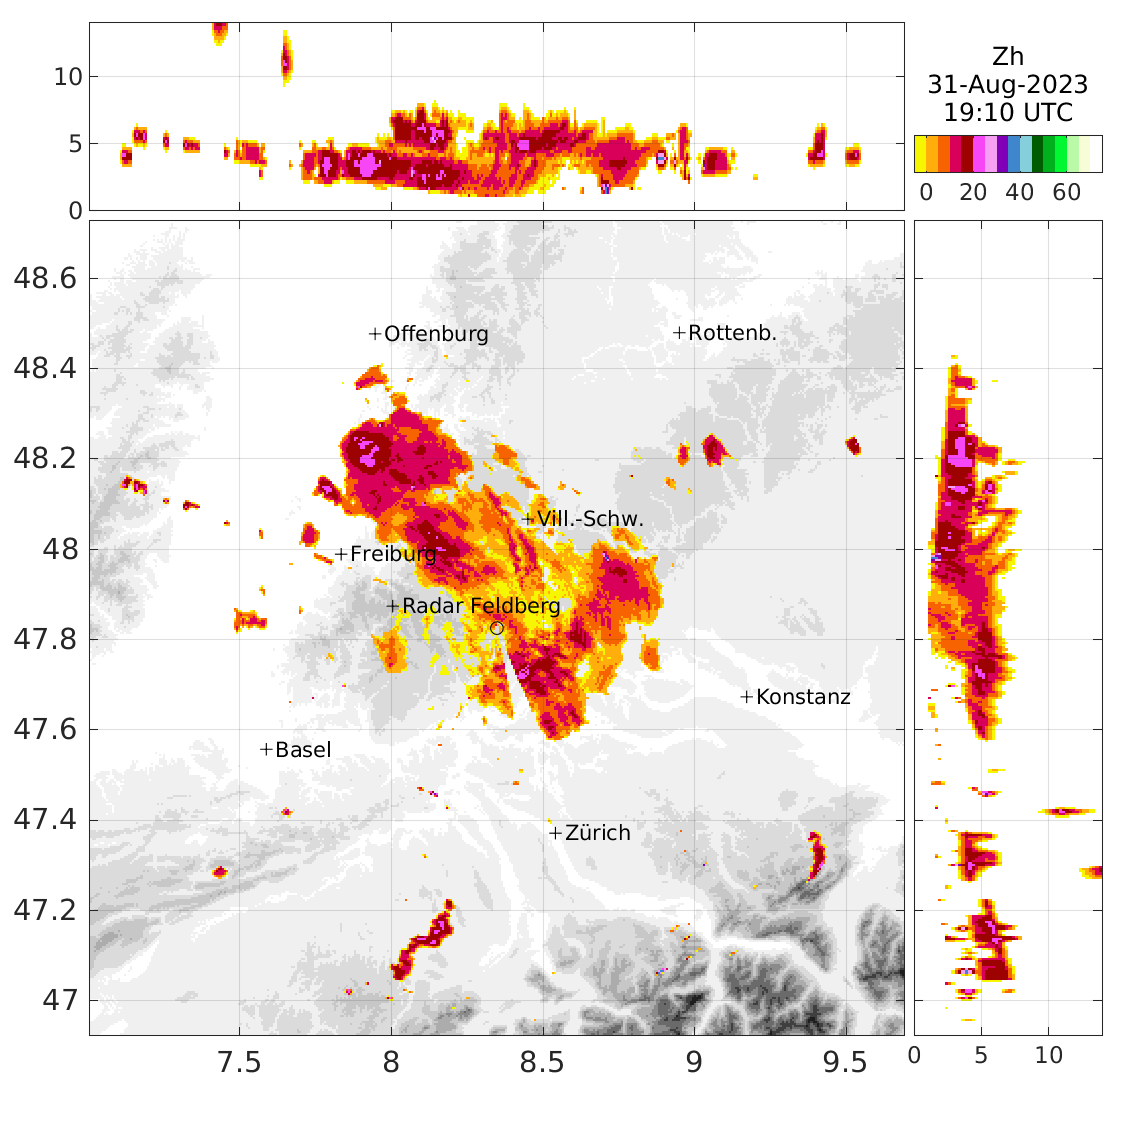 Zh
31-Aug-2023
19:10 UTC
0 20 40 60
10
5
0
48.6
48.4
48.2
48
47.8
47.6
47.4
47.2
47
Offenburg
Rottenb.
Vill.-Schw.
Freiburg
Radar Feldberg
Konstanz
Basel
Zürich
7.5 8 8.5 9 9.5
0 5 10